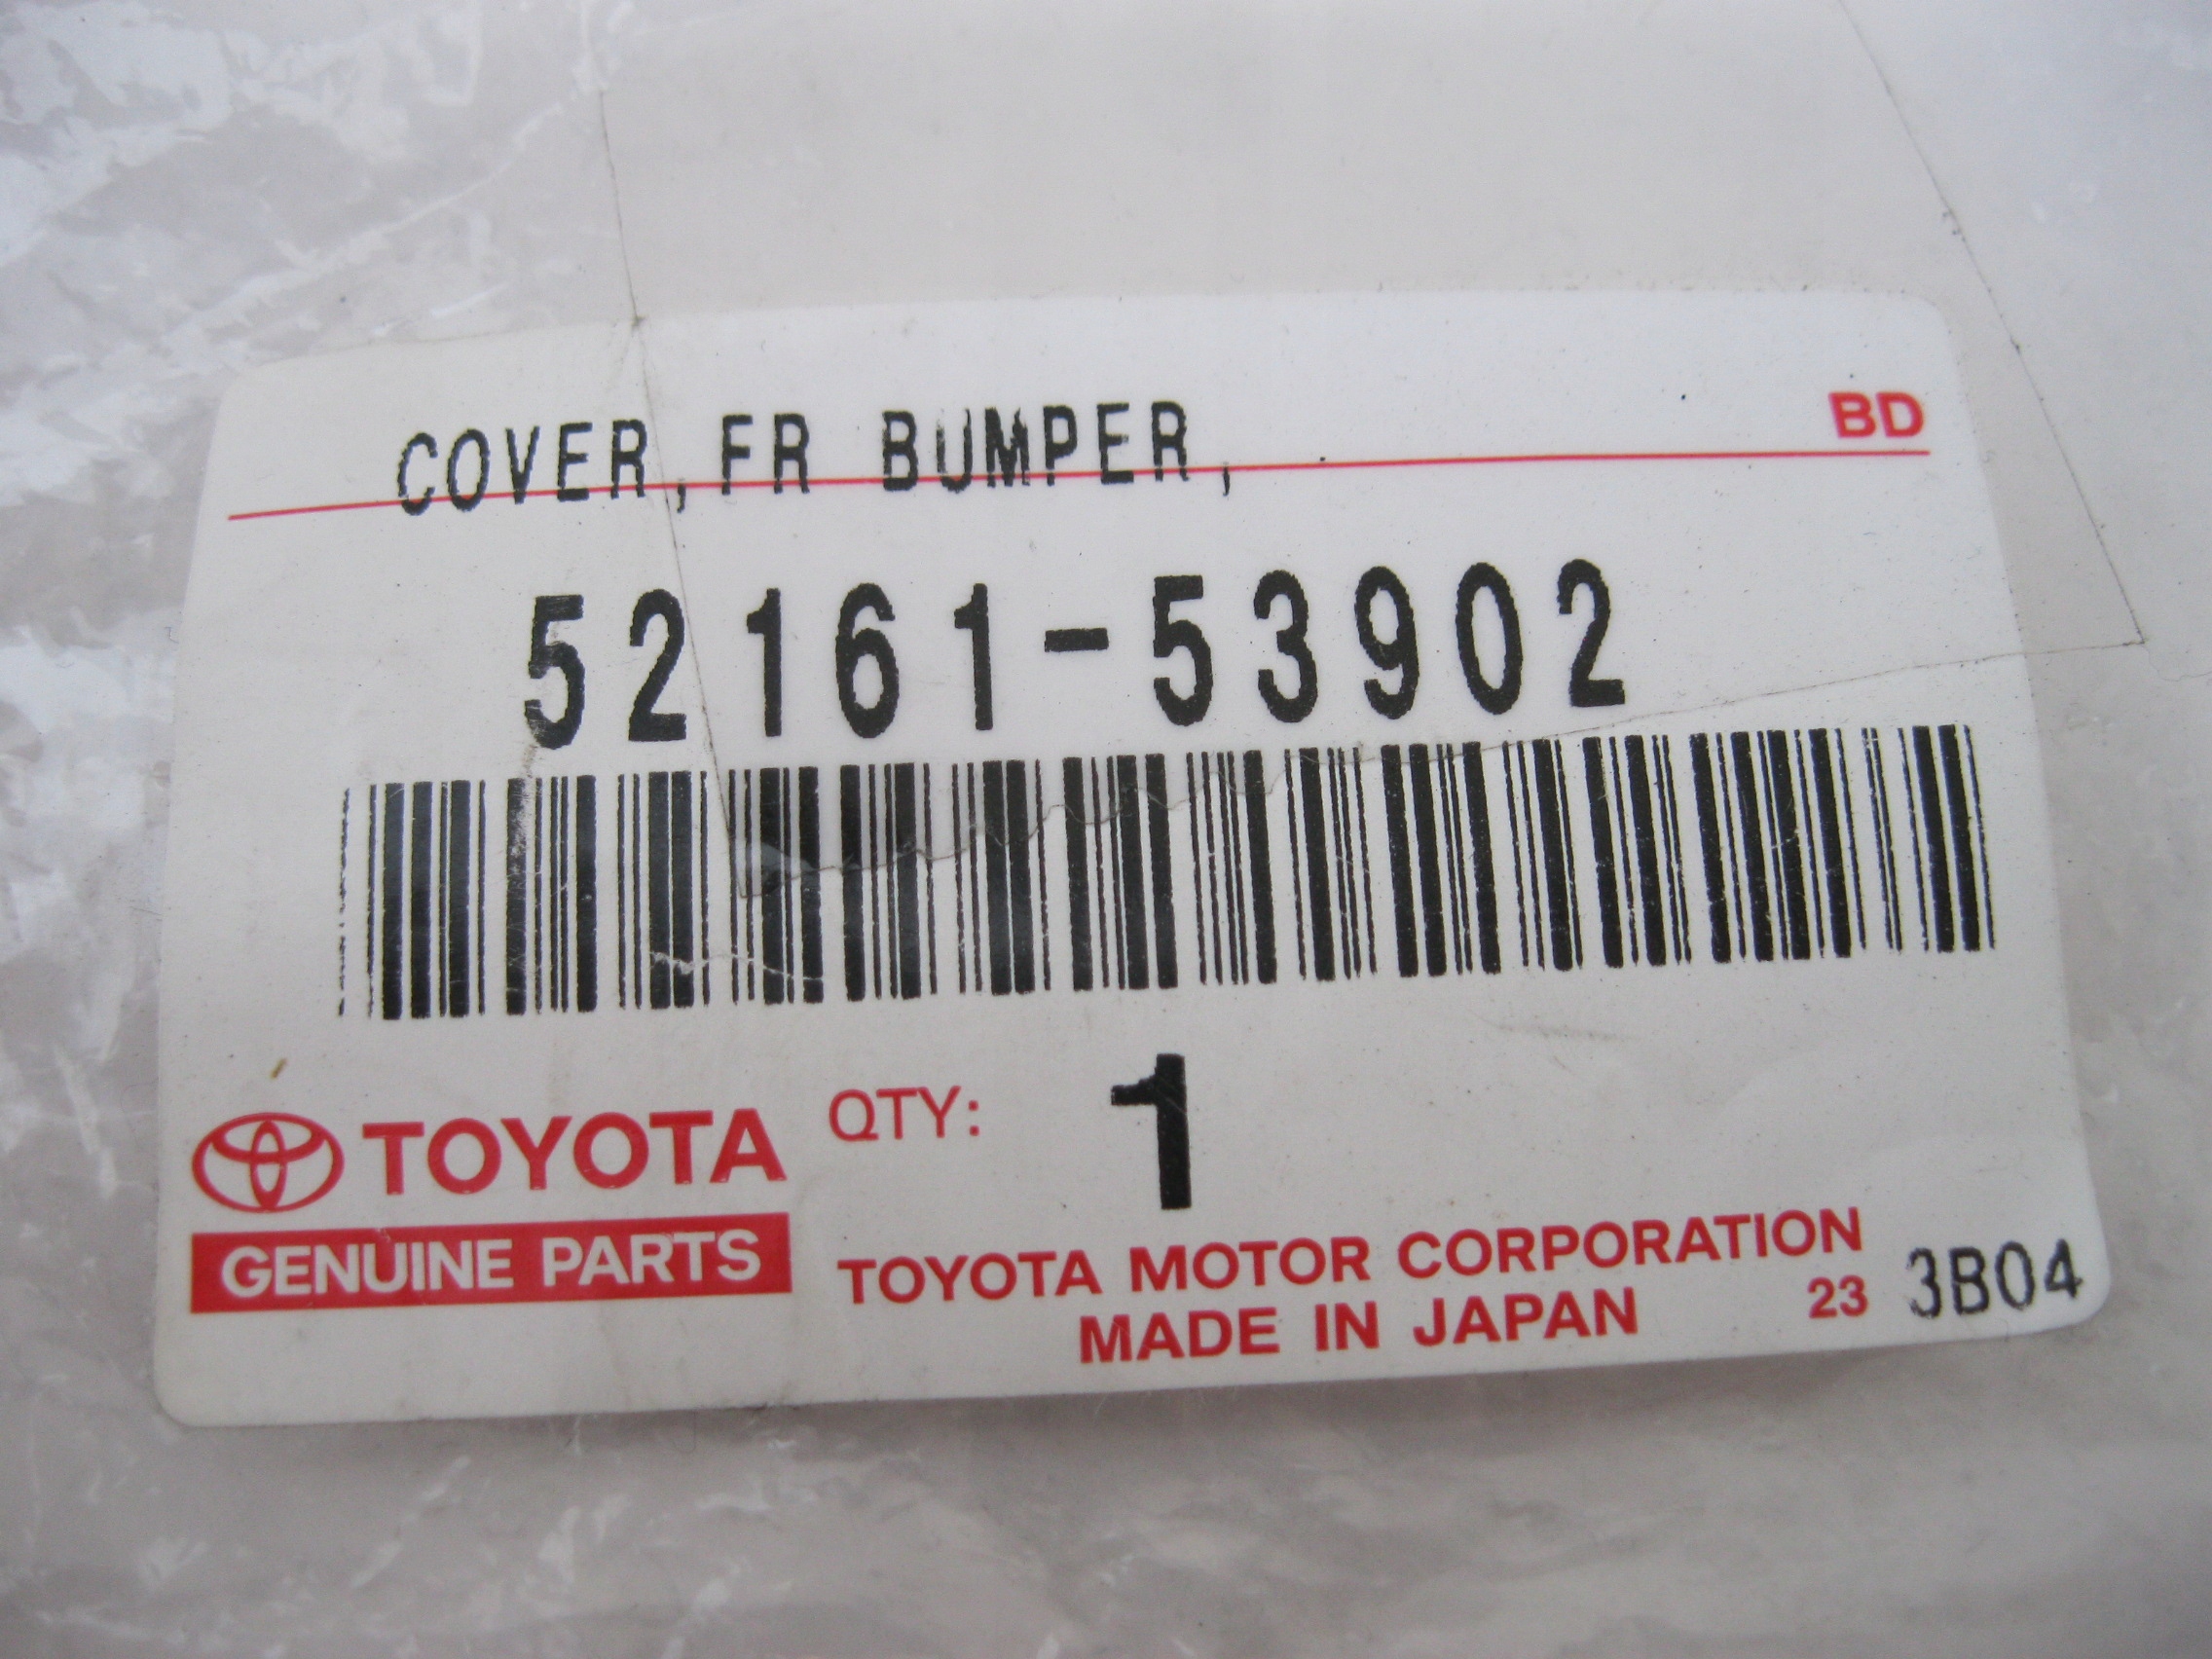 BD
COVER,FR BUMPER,
52161-53902
QTY: 1
TOYOTA
GENUINE PARTS
TOYOTA MOTOR CORPORATION
MADE IN JAPAN 23 3B04